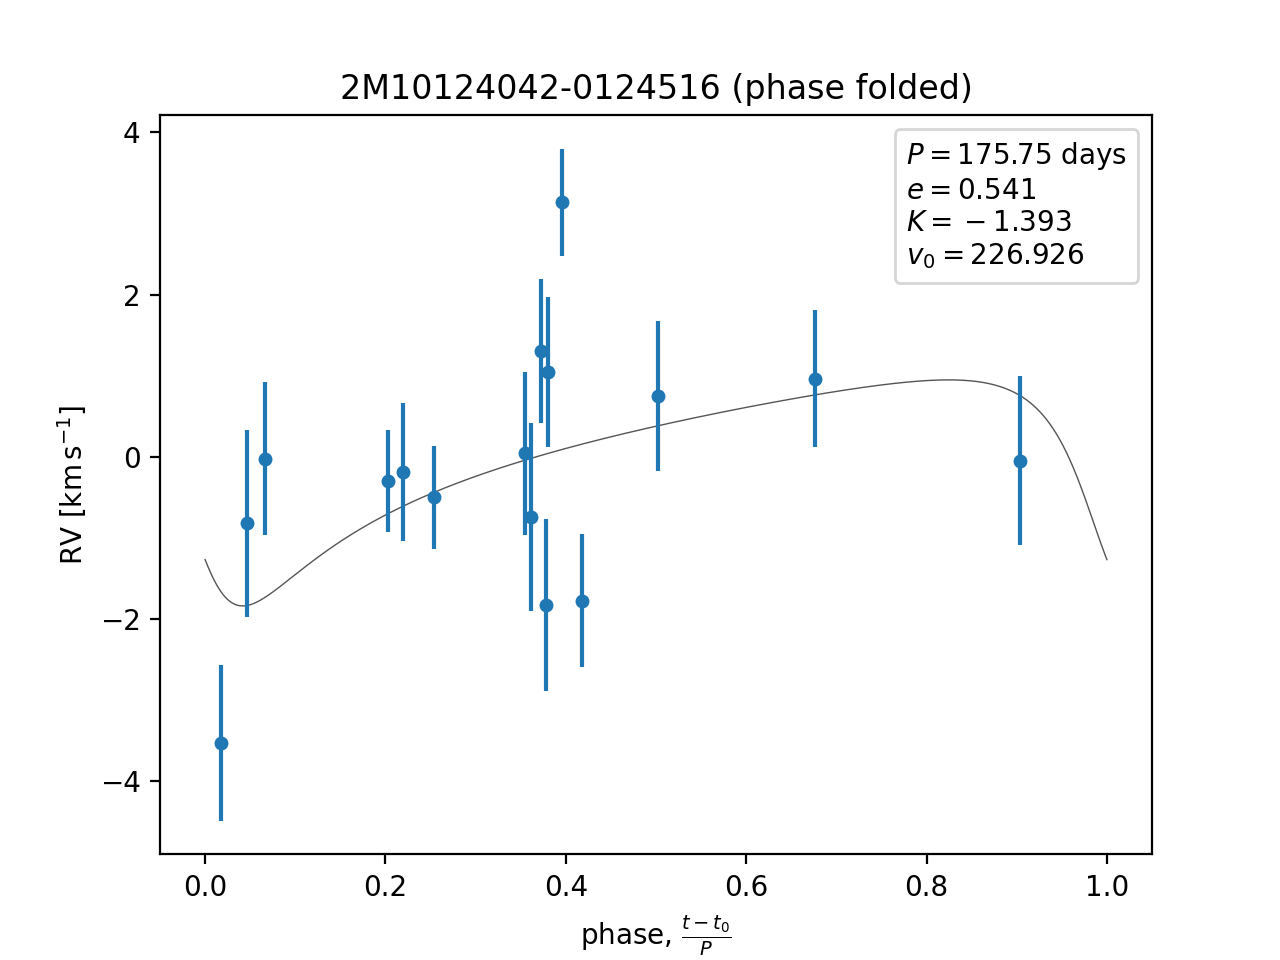 2M10124042-0124516 (phase folded)
P = 175.75 days
e = 0.541
K = −1.393
v₀ = 226.926
4
2
0
−2
−4
RV [km s⁻¹]
0.0 0.2 0.4 0.6 0.8 1.0
phase, (t − t₀)/P